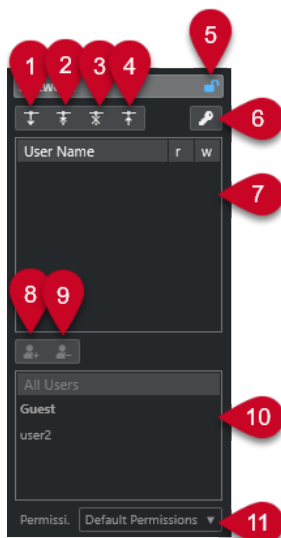 1 2 3 4 5
6
User Name r w
7
8 9
All Users
Guest
10
user2
Permissi. Default Permissions
11